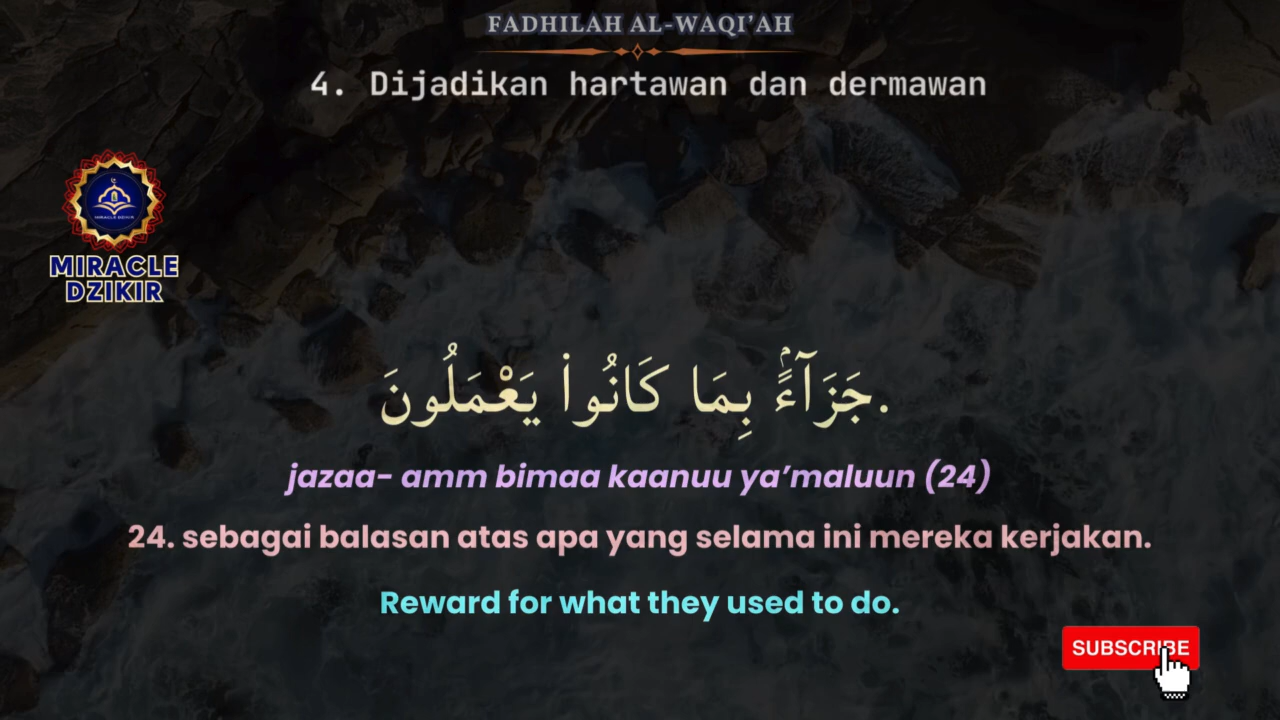 FADHILAH AL-WAQI’AH
4. Dijadikan hartawan dan dermawan
MIRACLE
DZIKIR
جَزَآءًۢ بِمَا كَانُوا۟ يَعْمَلُونَ.
jazaa- amm bimaa kaanuu ya’maluun (24)
24. sebagai balasan atas apa yang selama ini mereka kerjakan.
Reward for what they used to do.
SUBSCRIBE